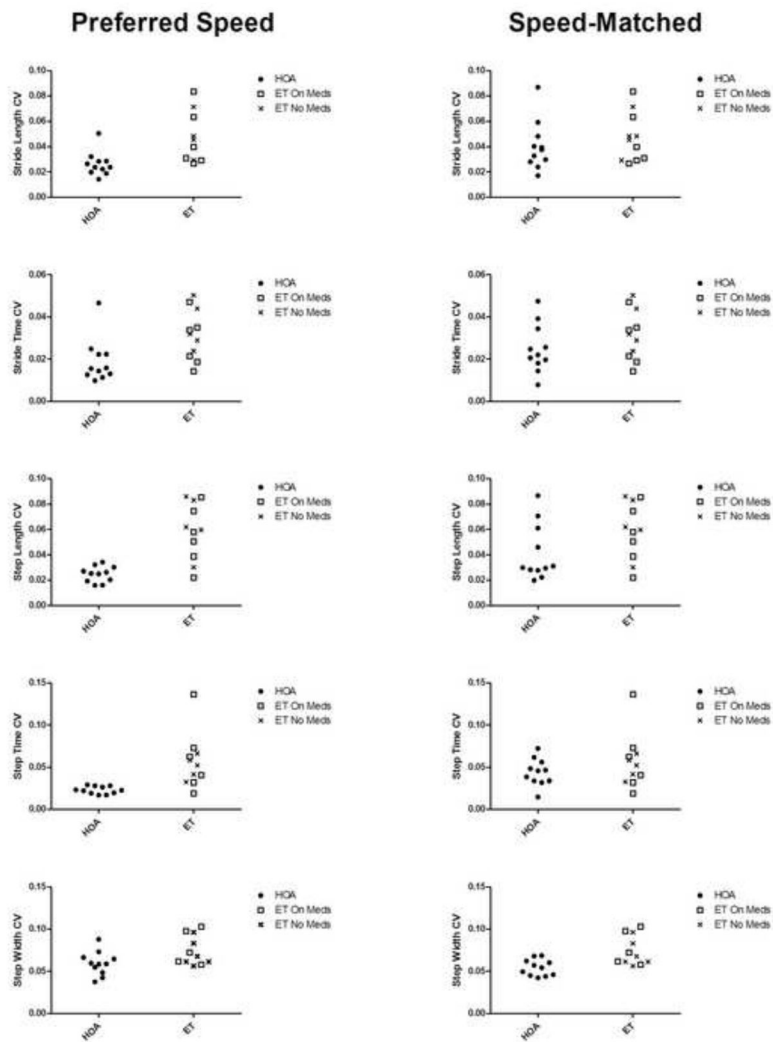 Preferred Speed
Speed-Matched
Stride Length CV
0.10
0.08
0.06
0.04
0.02
0.00
HOA
ET
HOA
ET On Meds
ET No Meds
Stride Length CV
0.10
0.08
0.06
0.04
0.02
0.00
HOA
ET
HOA
ET On Meds
ET No Meds
Stride Time CV
0.06
0.04
0.02
0.00
HOA
ET
HOA
ET On Meds
ET No Meds
Stride Time CV
0.06
0.04
0.02
0.00
HOA
ET
HOA
ET On Meds
ET No Meds
Step Length CV
0.10
0.08
0.06
0.04
0.02
0.00
HOA
ET
HOA
ET On Meds
ET No Meds
Step Length CV
0.10
0.08
0.06
0.04
0.02
0.00
HOA
ET
HOA
ET On Meds
ET No Meds
Step Time CV
0.15
0.10
0.05
0.00
HOA
ET
HOA
ET On Meds
ET No Meds
Step Time CV
0.15
0.10
0.05
0.00
HOA
ET
HOA
ET On Meds
ET No Meds
Step Width CV
0.15
0.10
0.05
0.00
HOA
ET
HOA
ET On Meds
ET No Meds
Step Width CV
0.15
0.10
0.05
0.00
HOA
ET
HOA
ET On Meds
ET No Meds